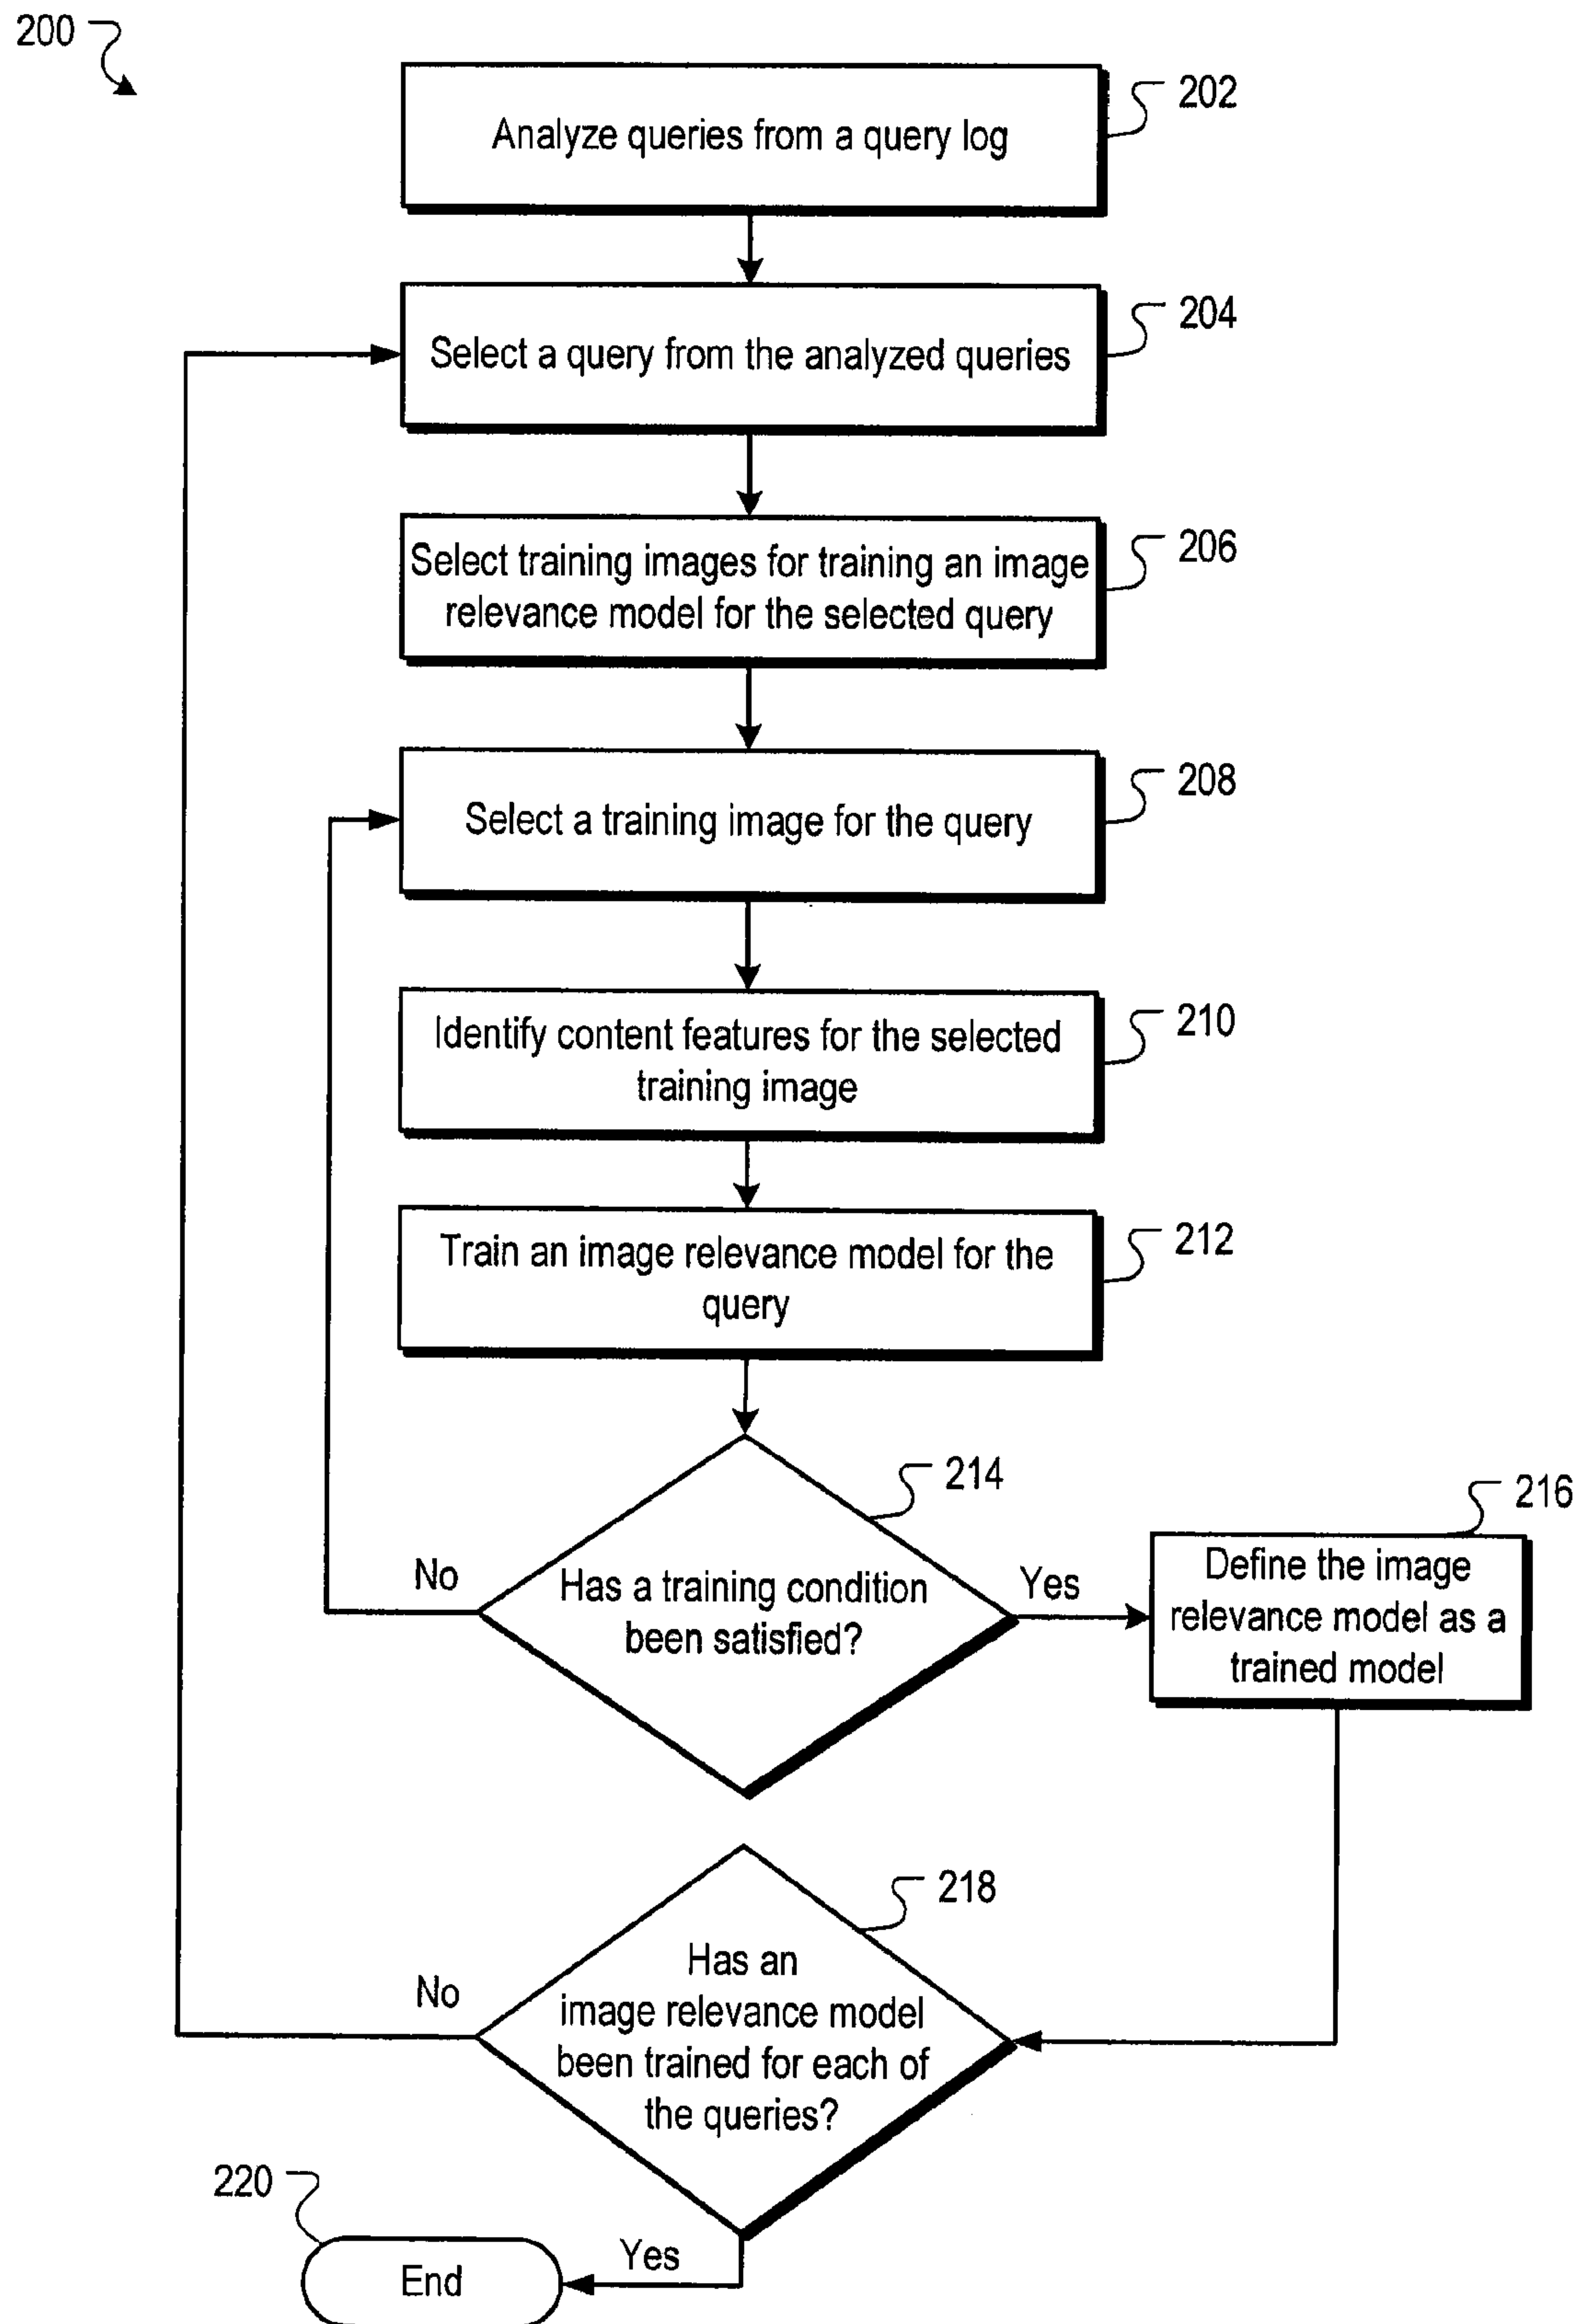 200
202
Analyze queries from a query log
204
Select a query from the analyzed queries
206
Select training images for training an image
relevance model for the selected query
208
Select a training image for the query
210
Identify content features for the selected
training image
212
Train an image relevance model for the
query
214
216
No
Has a training condition
been satisfied?
Yes
Define the image
relevance model as a
trained model
218
No
Has an
image relevance model
been trained for each of
the queries?
220
Yes
End